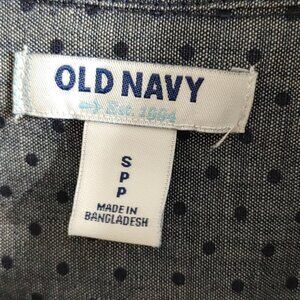 OLD NAVY
Est. 1994
S
P
P
MADE IN
BANGLADESH